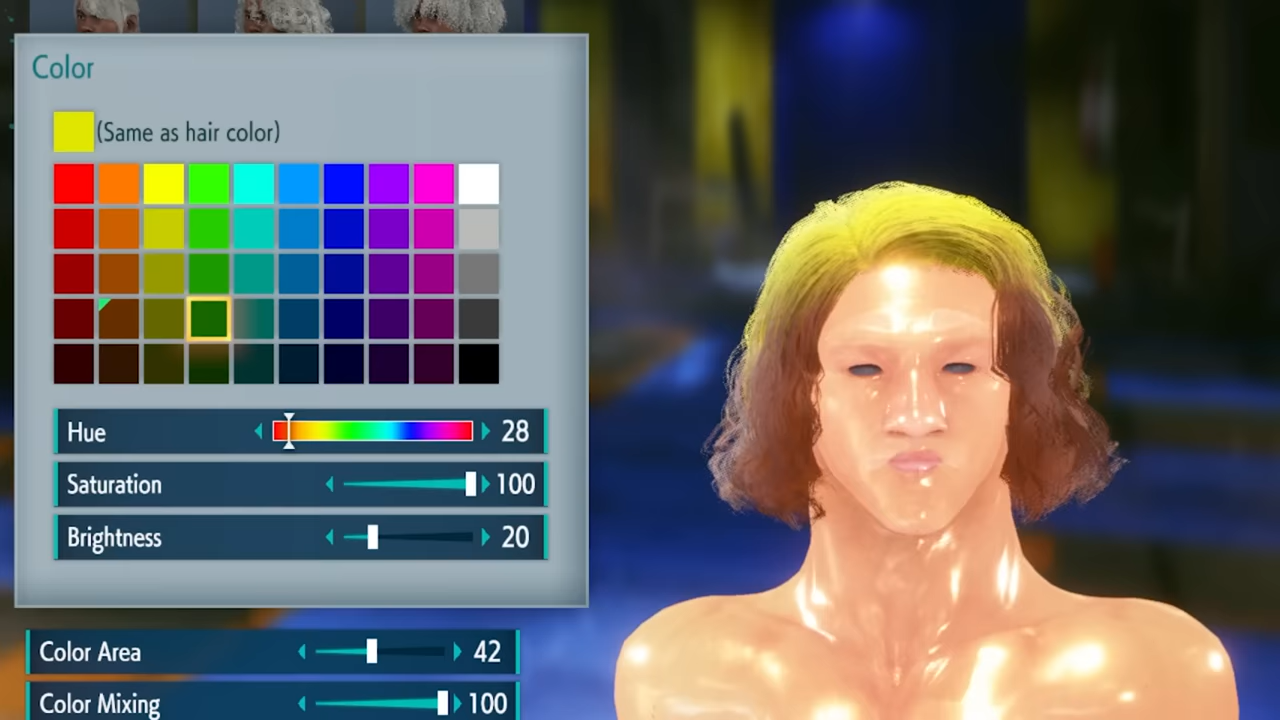 Color
(Same as hair color)
Hue 28
Saturation 100
Brightness 20
Color Area 42
Color Mixing 100